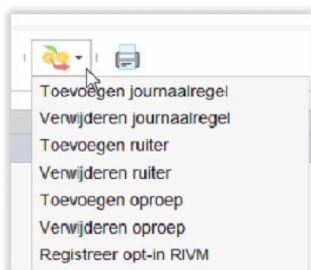 Toevoegen journaalregel
Verwijderen journaalregel
Toevoegen ruiter
Verwijderen ruiter
Toevoegen oproep
Verwijderen oproep
Registreer opt-in RIVM